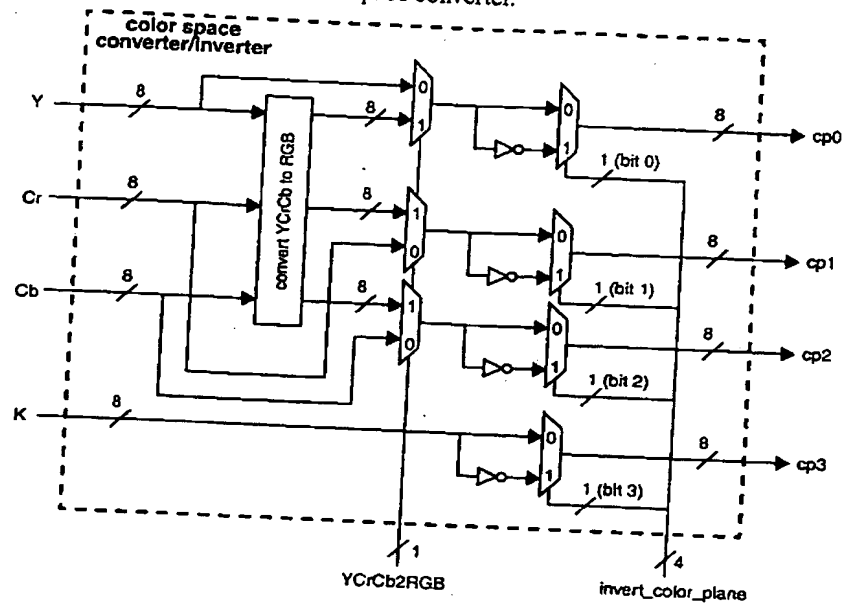 converter.
color space
converter/inverter
Y
8
8
0
1
0
1
8
cp0
1 (bit 0)
Cr
8
convert YCrCb to RGB
8
1
0
0
1
8
cp1
1 (bit 1)
Cb
8
8
1
0
0
1
8
cp2
1 (bit 2)
K
8
0
1
8
cp3
1 (bit 3)
1
YCrCb2RGB
4
invert_color_plane